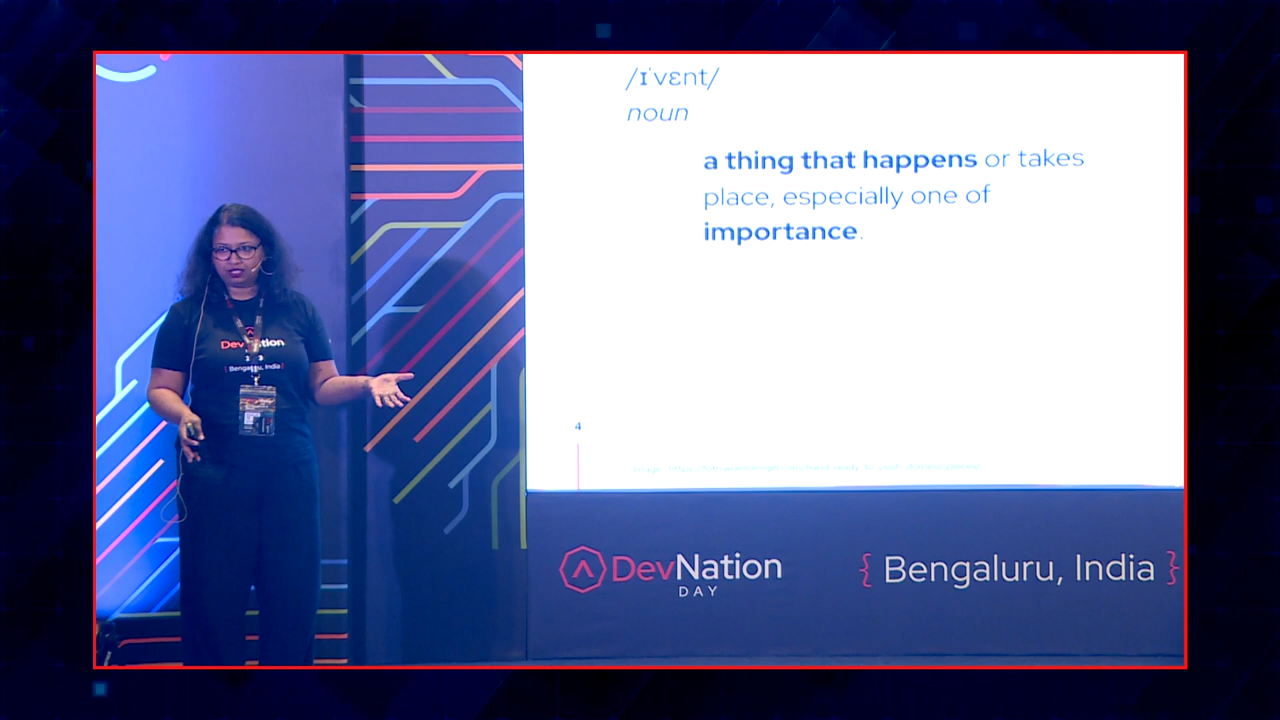 /ɪˈvɛnt/
noun
a thing that happens or takes
place, especially one of
importance.
4
DevNation
DAY
{ Bengaluru, India }
DevNation
{ Bengaluru, India }